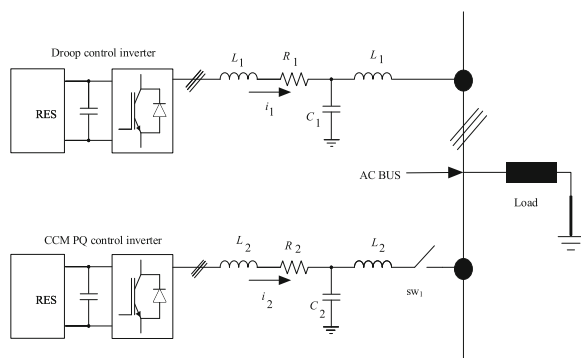 Droop control inverter
RES
L1
R1
L1
i1
C1
AC BUS
Load
CCM PQ control inverter
RES
L2
R2
L2
i2
C2
sw1